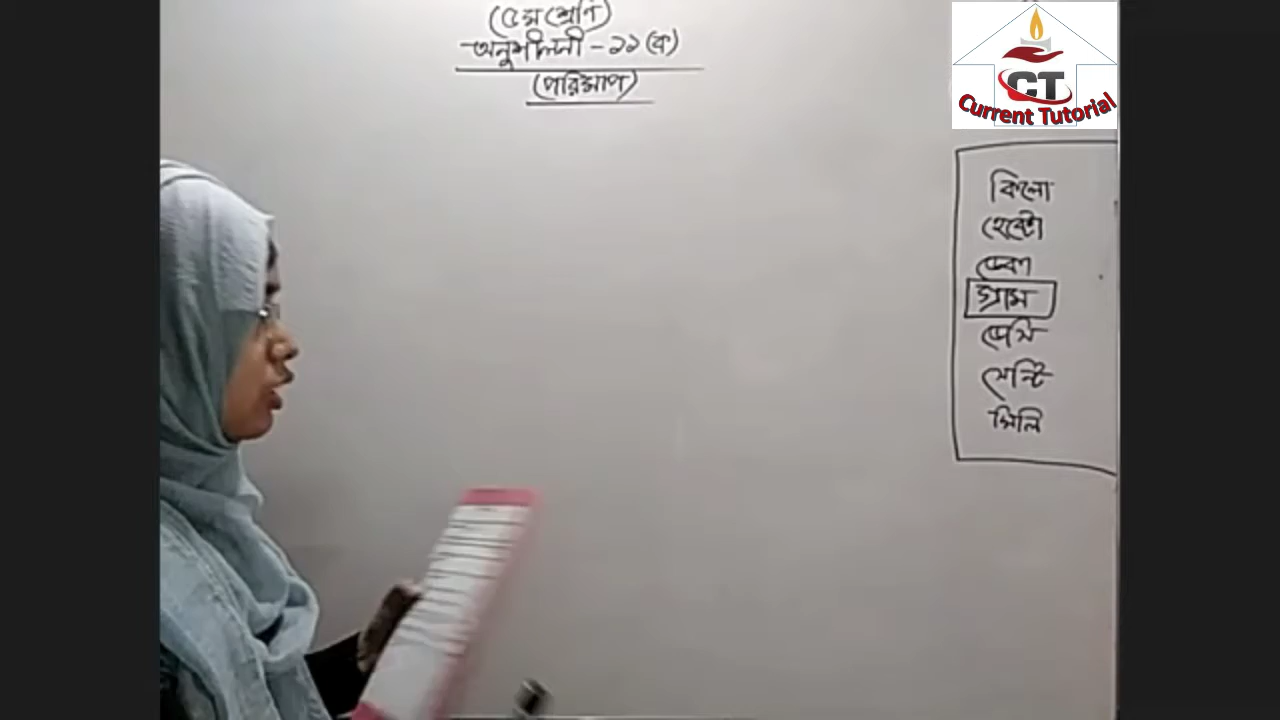 (৫ম শ্রেণি)
অনুশীলনী - ১১ (ক)
(পরিমাপ)
CT
Current Tutorial
কিলো
হেক্টো
ডেকা
গ্রাম
ডেসি
সেন্টি
মিলি